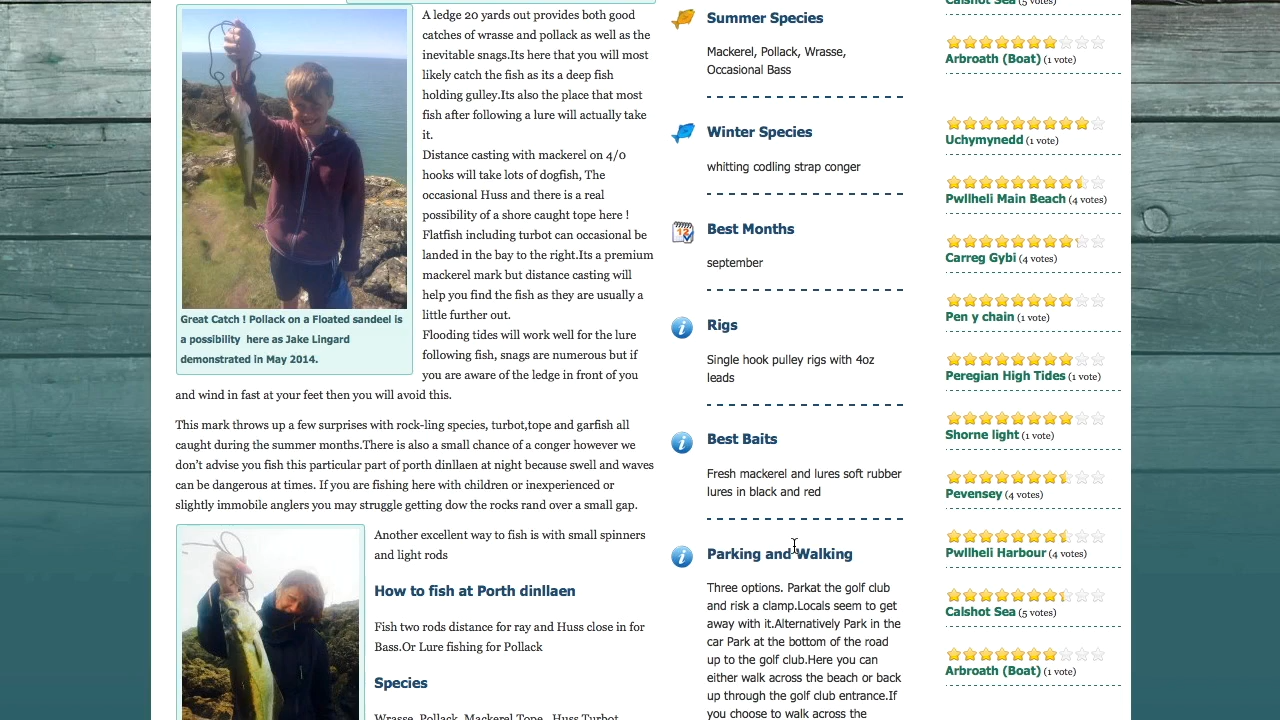 A ledge 20 yards out provides both good
catches of wrasse and pollack as well as the
inevitable snags.Its here that you will most
likely catch the fish as its a deep fish
holding gulley.Its also the place that most
fish after following a lure will actually take
it.
Distance casting with mackerel on 4/0
hooks will take lots of dogfish, The
occasional Huss and there is a real
possibility of a shore caught tope here !
Flatfish including turbot can occasional be
landed in the bay to the right.Its a premium
mackerel mark but distance casting will
help you find the fish as they are usually a
little further out.
Flooding tides will work well for the lure
following fish, snags are numerous but if
you are aware of the ledge in front of you
and wind in fast at your feet then you will avoid this.
Great Catch ! Pollack on a Floated sandeel is
a possibility here as Jake Lingard
demonstrated in May 2014.
This mark throws up a few surprises with rock-ling species, turbot,tope and garfish all
caught during summer months.There is also a small chance of a conger however we
don't advise you fish this particular part of porth dinllaen at night because swell and waves
can be dangerous at times. If you are fishing here with children or inexperienced or
slightly immobile anglers you may struggle getting dow the rocks rand over a small gap.
Another excellent way to fish is with small spinners
and light rods
How to fish at Porth dinllaen
Fish two rods distance for ray and Huss close in for
Bass.Or Lure fishing for Pollack
Species
Wrasse, Pollack, Mackerel,Tope , Huss,Turbot
Summer Species
Mackerel, Pollack, Wrasse,
Occasional Bass
Winter Species
whitting codling strap conger
12
Best Months
september
Rigs
Single hook pulley rigs with 4oz
leads
Best Baits
Fresh mackerel and lures soft rubber
lures in black and red
Parking and Walking
Three options. Parkat the golf club
and risk a clamp.Locals seem to get
away with it.Alternatively Park in the
car Park at the bottom of the road
up to the golf club.Here you can
either walk across the beach or back
up through the golf club entrance.If
you choose to walk across the
Calshot Sea (5 votes)
Arbroath (Boat) (1 vote)
Uchymynedd (1 vote)
Pwllheli Main Beach (4 votes)
Carreg Gybi (4 votes)
Pen y chain (1 vote)
Peregian High Tides (1 vote)
Shorne light (1 vote)
Pevensey (4 votes)
Pwllheli Harbour (4 votes)
Calshot Sea (5 votes)
Arbroath (Boat) (1 vote)